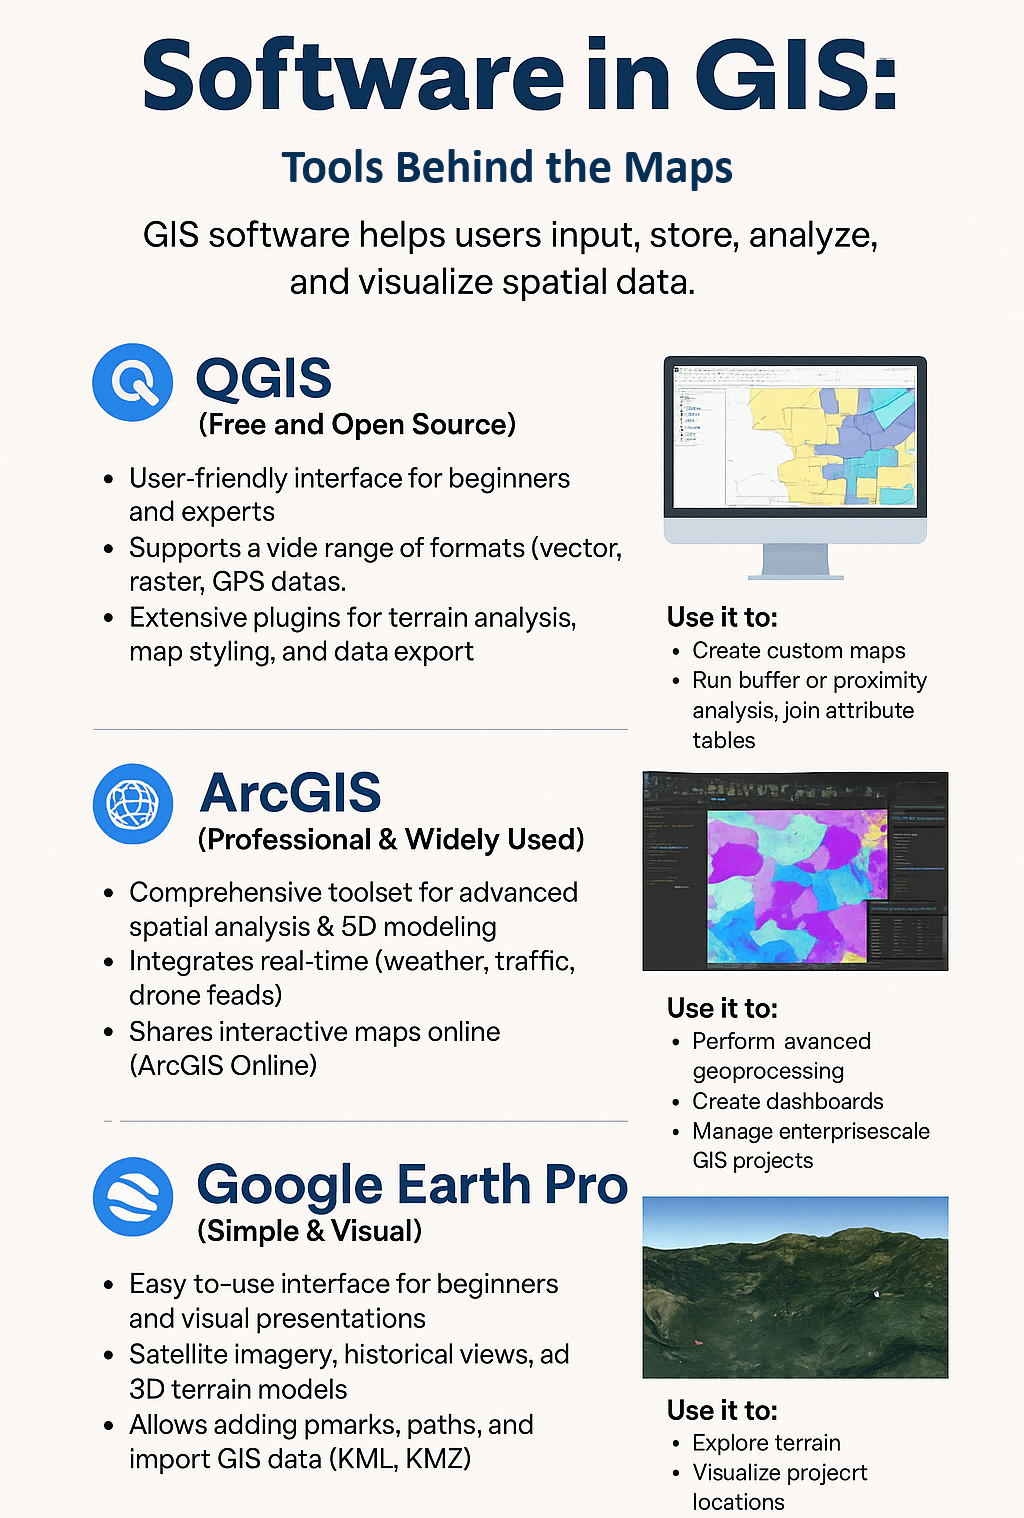 Software in GIS:
Tools Behind the Maps
GIS software helps users input, store, analyze,
and visualize spatial data.
QGIS
(Free and Open Source)
• User-friendly interface for beginners
and experts
• Supports a vide range of formats (vector,
raster, GPS datas.
• Extensive plugins for terrain analysis,
map styling, and data export
Use it to:
• Create custom maps
• Run buffer or proximity
analysis, join attribute
tables
ArcGIS
(Professional & Widely Used)
• Comprehensive toolset for advanced
spatial analysis & 5D modeling
• Integrates real-time (weather, traffic,
drone feads)
• Shares interactive maps online
(ArcGIS Online)
Use it to:
• Perform avanced
geoprocessing
• Create dashboards
• Manage enterprisescale
GIS projects
Google Earth Pro
(Simple & Visual)
• Easy to-use interface for beginners
and visual presentations
• Satellite imagery, historical views, ad
3D terrain models
• Allows adding pmarks, paths, and
import GIS data (KML, KMZ)
Use it to:
• Explore terrain
• Visualize projecrt
locations